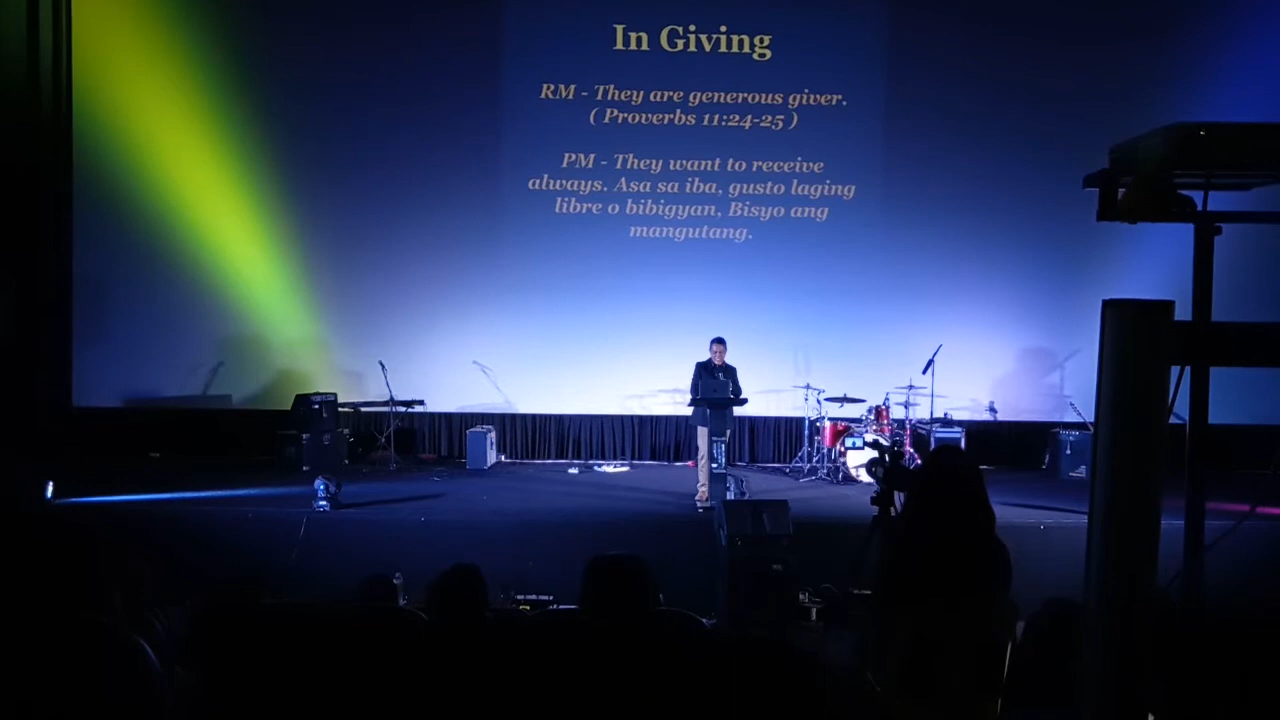 In Giving
RM - They are generous giver.
( Proverbs 11:24-25 )
PM - They want to receive
always. Asa sa iba, gusto laging
libre o bibigyan, Bisyo ang
mangutang.